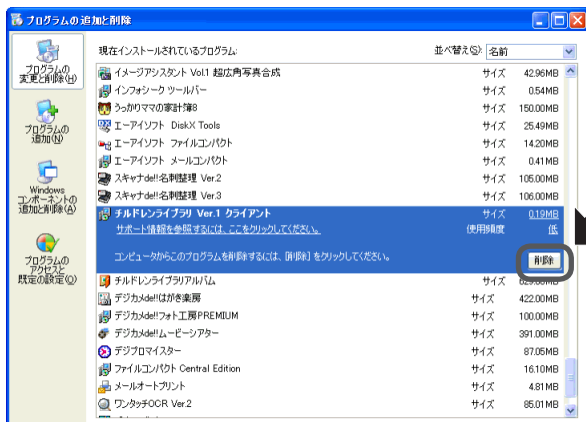 プログラムの追加と削除
プログラムの
変更と削除(H)
プログラムの
追加(N)
Windows
コンポーネントの
追加と削除(A)
プログラムの
アクセスと
既定の設定(O)
現在インストールされているプログラム:
並べ替え(S): 名前
イメージアシスタント Vol.1 超広角写真合成 サイズ 42.96MB
インフォシーク ツールバー サイズ 0.54MB
うっかりママの家計簿8 サイズ 150.00MB
エーアイソフト DiskX Tools サイズ 25.49MB
エーアイソフト ファイルコンパクト サイズ 14.20MB
エーアイソフト メールコンパクト サイズ 0.41MB
スキャナde!!名刺整理 Ver.2 サイズ 105.00MB
スキャナde!!名刺整理 Ver.3 サイズ 106.00MB
チルドレンライブラリ Ver.1 クライアント サイズ 0.19MB
サポート情報を参照するには、ここをクリックしてください。 使用頻度 低
コンピュータからこのプログラムを削除するには、[削除] をクリックしてください。 削除
チルドレンライブラリアルバム サイズ
デジカメde!!はがき楽房 サイズ 422.00MB
デジカメde!!フォト工房PREMIUM サイズ 100.00MB
デジカメde!!ムービーシアター サイズ 391.00MB
デジブロマイスター サイズ 87.05MB
ファイルコンパクト Central Edition サイズ 16.10MB
メールオートプリント サイズ 4.81MB
ワンタッチOCR Ver.2 サイズ 85.01MB